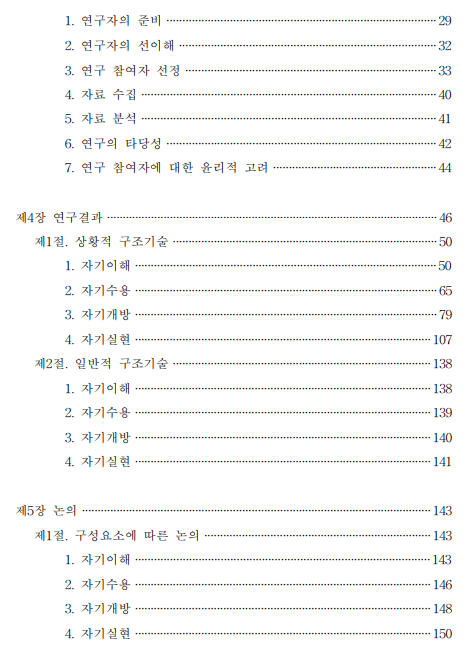 1. 연구자의 준비 ········ 29
2. 연구자의 선이해 ········ 32
3. 연구 참여자 선정 ········ 33
4. 자료 수집 ········ 40
5. 자료 분석 ········ 41
6. 연구의 타당성 ········ 42
7. 연구 참여자에 대한 윤리적 고려 ········ 44
제4장 연구결과 ········ 46
제1절. 상황적 구조기술 ········ 50
1. 자기이해 ········ 50
2. 자기수용 ········ 65
3. 자기개방 ········ 79
4. 자기실현 ········ 107
제2절. 일반적 구조기술 ········ 138
1. 자기이해 ········ 138
2. 자기수용 ········ 139
3. 자기개방 ········ 140
4. 자기실현 ········ 141
제5장 논의 ········ 143
제1절. 구성요소에 따른 논의 ········ 143
1. 자기이해 ········ 143
2. 자기수용 ········ 146
3. 자기개방 ········ 148
4. 자기실현 ········ 150